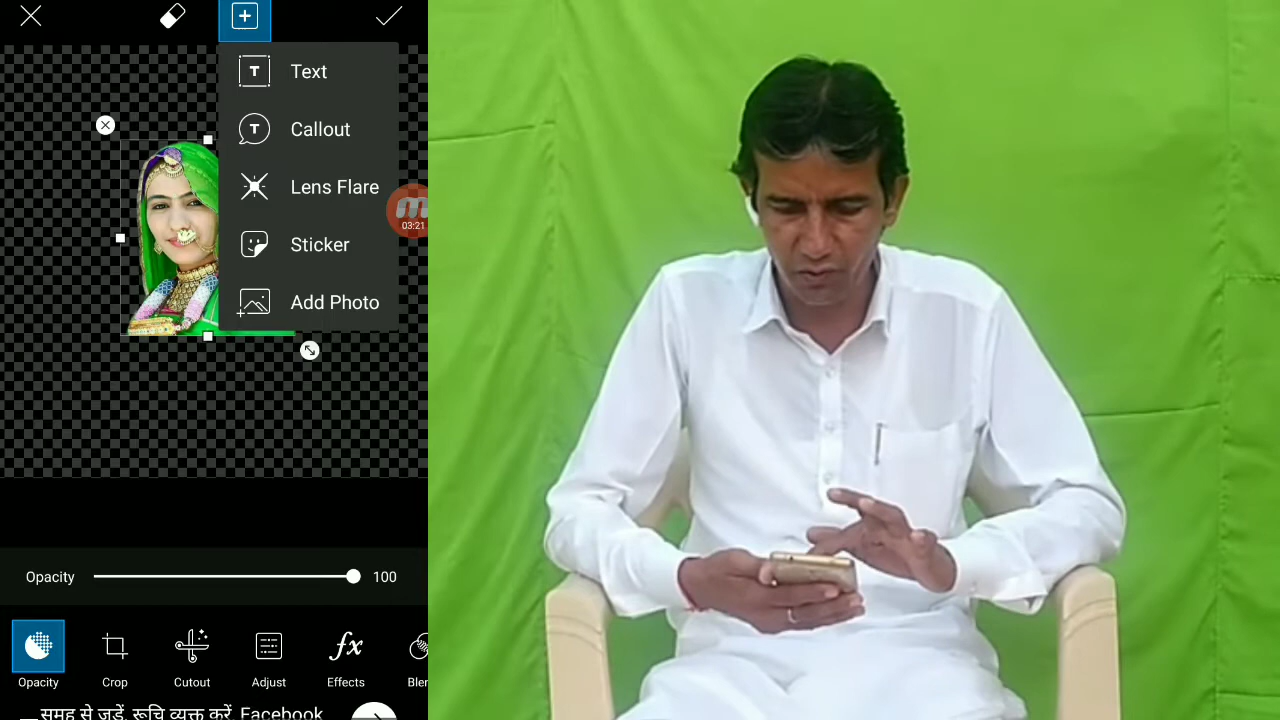 T Text
T Callout
Lens Flare
Sticker
Add Photo
03:21
Opacity 100
Opacity Crop Cutout Adjust fx Effects
समूह से जुड़ें, रूचि व्यक्त करें, Facebook